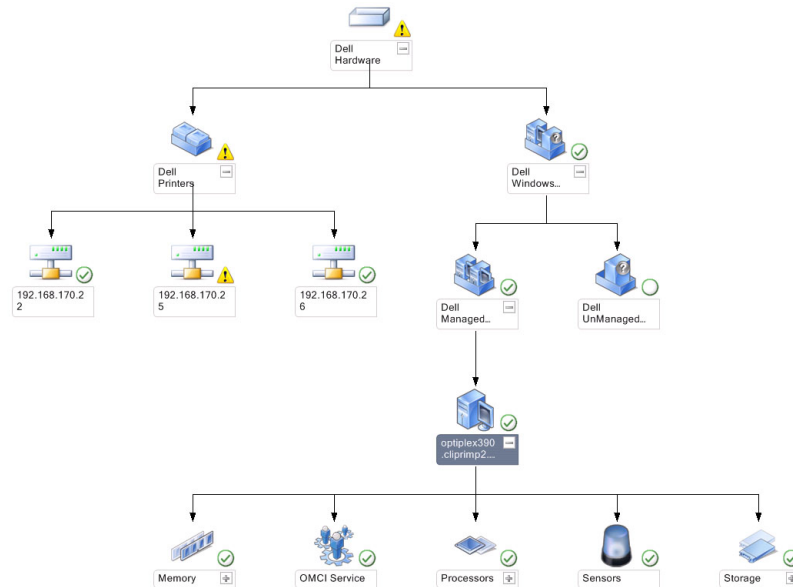 Dell
Hardware
Dell
Printers
Dell
Windows...
192.168.170.2
2
192.168.170.2
5
192.168.170.2
6
Dell
Managed...
Dell
UnManaged...
optiplex390
.cliprimp2....
Memory
OMCI Service
Processors
Sensors
Storage